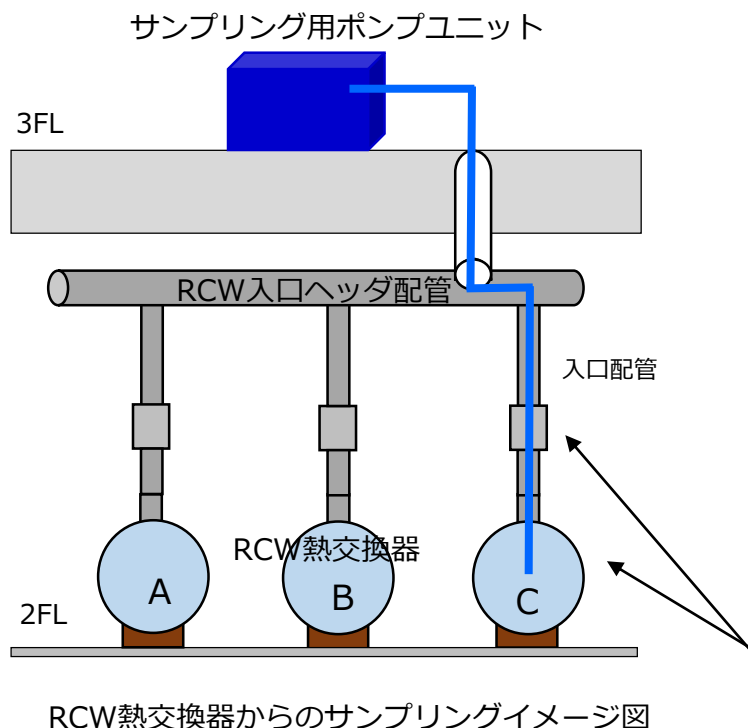 サンプリング用ポンプユニット
3FL
RCW入口ヘッダ配管
入口配管
RCW熱交換器
A
B
C
2FL
RCW熱交換器からのサンプリングイメージ図